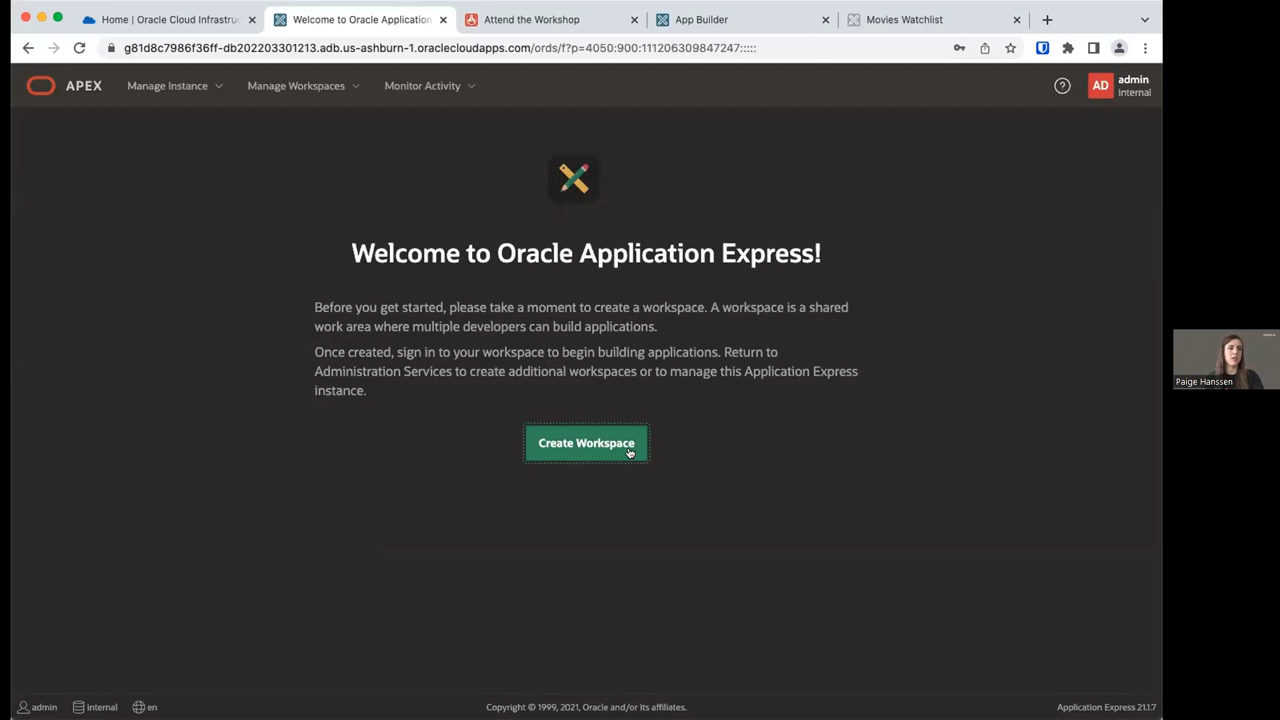 Home | Oracle Cloud Infrastruc
Welcome to Oracle Application
Attend the Workshop
App Builder
Movies Watchlist
g81d8c7986f36ff-db202203301213.adb.us-ashburn-1.oraclecloudapps.com/ords/f?p=4050:900:111206309847247:::::
APEX
Manage Instance
Manage Workspaces
Monitor Activity
AD
admin
Internal
Welcome to Oracle Application Express!
Before you get started, please take a moment to create a workspace. A workspace is a shared
work area where multiple developers can build applications.
Once created, sign in to your workspace to begin building applications. Return to
Administration Services to create additional workspaces or to manage this Application Express
instance.
Create Workspace
Paige Hanssen
admin
internal
en
Copyright © 1999, 2021, Oracle and/or its affiliates.
Application Express 21.1.7